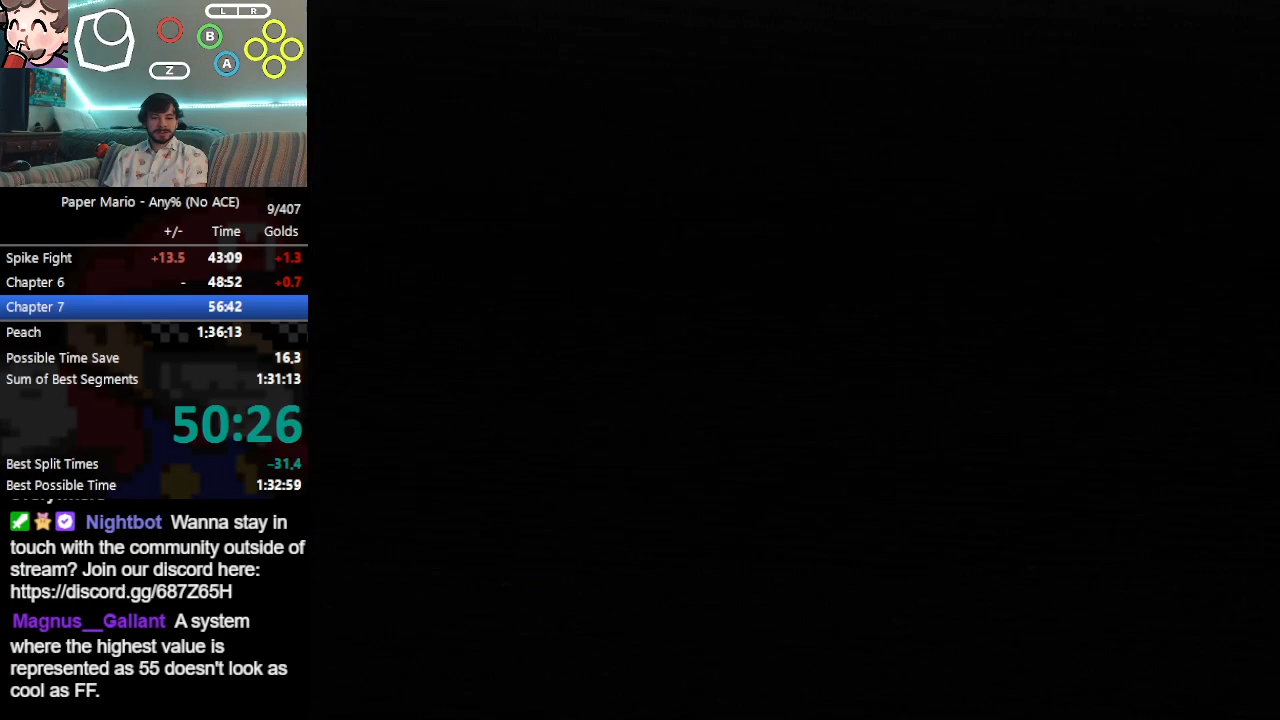 L R
B
A
Z
Paper Mario - Any% (No ACE)
9/407
+/- Time Golds
Spike Fight +13.5 43:09 +1.3
Chapter 6 - 48:52 +0.7
Chapter 7 56:42
Peach 1:36:13
Possible Time Save 16.3
Sum of Best Segments 1:31:13
50:26
Best Split Times -31.4
Best Possible Time 1:32:59
Nightbot Wanna stay in
touch with the community outside of
stream? Join our discord here:
https://discord.gg/687Z65H
Magnus__Gallant A system
where the highest value is
represented as 55 doesn't look as
cool as FF.